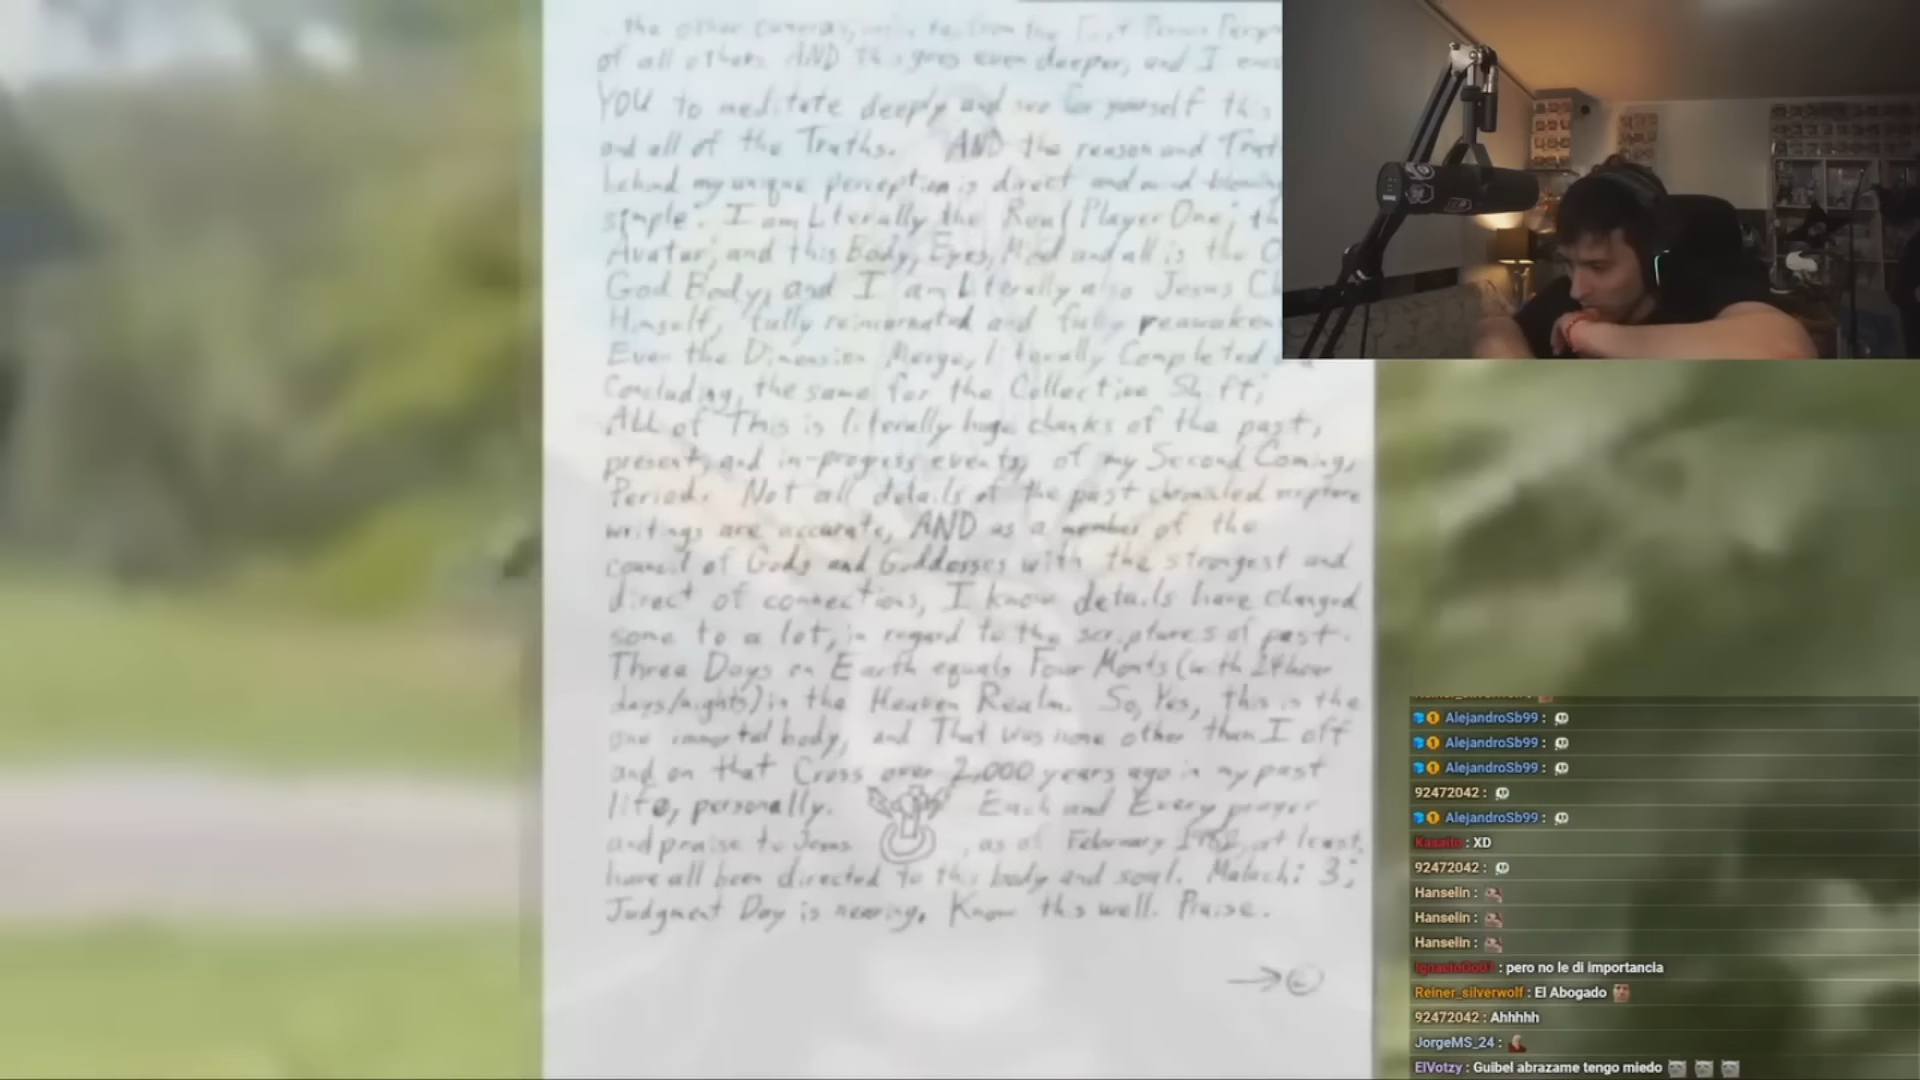 the other cameras, the First Person
of all others. AND this goes even deeper, and I
YOU to meditate deeply and see for yourself this
and all of the Truths. AND the reason and
behind my unique perception is direct and mind-blowing
simple. I am Literally the Real Player One; the
Avatar, and this Body, Eyes, Mind and all is the
God Body, and I am Literally also Jesus
Himself, fully reincarnated and fully
Even the Dimension Merge, literally Completed
Concluding, the same for the Collective Shift;
ALL of This is literally huge chunks of the past,
present, and in-progress events, of my Second Coming,
Period. Not all details of the past chronicled scripture
writings are accurate, AND as a member of the
council of Gods and Goddesses with the strongest and
direct of connections, I know details have changed
some to a lot, in regard to the scriptures of past.
Three Days on Earth equals Four Monts (with 24 hour
days/nights) in the Heaven Realm. So, Yes, this is the
one immortal body, and That was none other than I off
and on that Cross over 2,000 years ago in my past
life, personally. Each and Every prayer
and praise to Jesus , as of February at least,
have all been directed to this body and soul. Malachi 3;
Judgment Day is nearing. Know this well. Praise.
→
AlejandroSb99 :
AlejandroSb99 :
AlejandroSb99 :
92472042 :
AlejandroSb99 :
Kasaito : XD
92472042 :
Hanselin :
Hanselin :
Hanselin :
: pero no le di importancia
Reiner_silverwolf : El Abogado
92472042 : Ahhhhh
JorgeMS_24 :
ElVotzy : Guibel abrazame tengo miedo